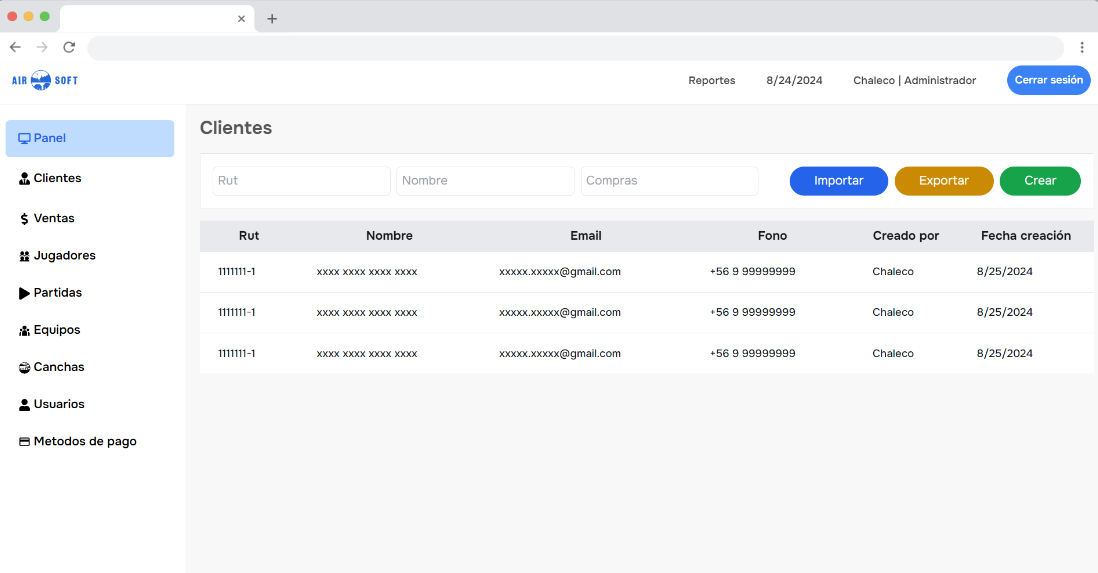 AIR SOFT
Reportes 8/24/2024 Chaleco | Administrador Cerrar sesión
Panel
Clientes
Ventas
Jugadores
Partidas
Equipos
Canchas
Usuarios
Metodos de pago
Clientes
Rut Nombre Compras Importar Exportar Crear
Rut Nombre Email Fono Creado por Fecha creación
1111111-1 xxxx xxxx xxxx xxxx xxxxx.xxxxx@gmail.com +56 9 99999999 Chaleco 8/25/2024
1111111-1 xxxx xxxx xxxx xxxx xxxxx.xxxxx@gmail.com +56 9 99999999 Chaleco 8/25/2024
1111111-1 xxxx xxxx xxxx xxxx xxxxx.xxxxx@gmail.com +56 9 99999999 Chaleco 8/25/2024